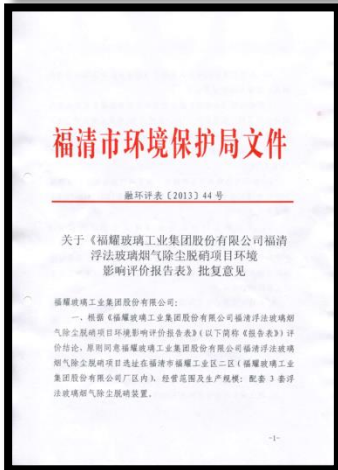 福清市环境保护局文件
融环评表〔2013〕44号
关于《福耀玻璃工业集团股份有限公司福清
浮法玻璃烟气除尘脱硝项目环境
影响评价报告表》批复意见
福耀玻璃工业集团股份有限公司：
一、根据《福耀玻璃工业集团股份有限公司福清浮法玻璃烟
气除尘脱硝项目环境影响评价报告表》（以下简称《报告表》）评
价结论，原则同意福耀玻璃工业集团股份有限公司福清浮法玻璃
烟气除尘脱硝项目选址在福清市福耀工业区二区（福耀玻璃工业
集团股份有限公司厂区内）。经营范围及生产规模：配套3套浮
法玻璃烟气除尘脱硝装置。
-1-